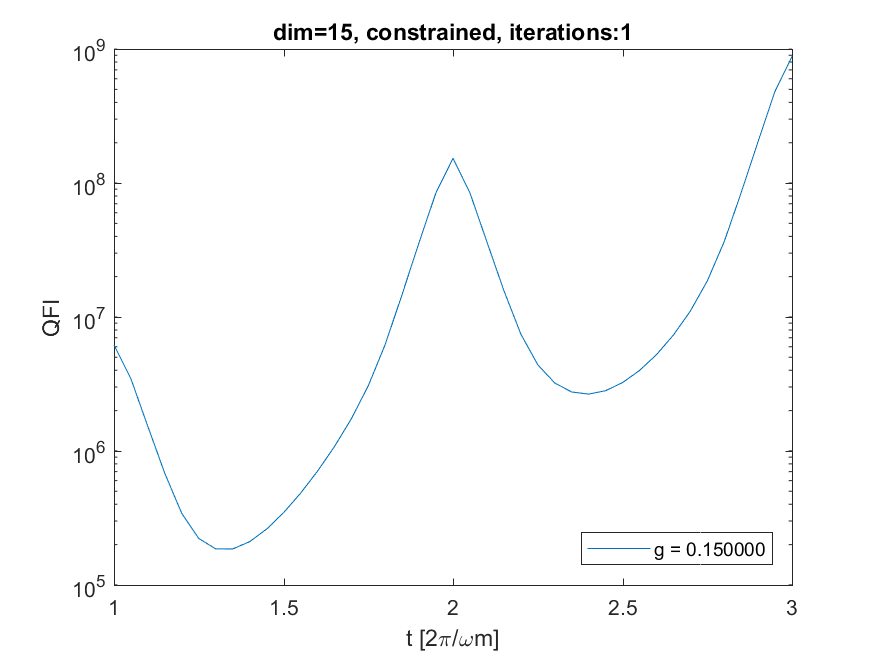 dim=15, constrained, iterations:1
10^9
10^8
10^7
10^6
10^5
QFI
g = 0.150000
1 1.5 2 2.5 3
t [2π/ωm]